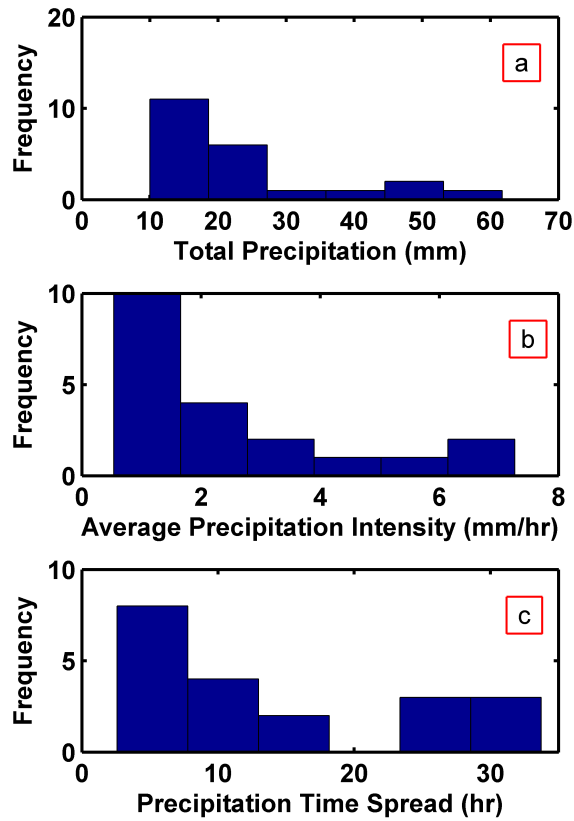 20
a
10
0
Frequency
0 10 20 30 40 50 60 70
Total Precipitation (mm)
10
b
5
0
Frequency
0 2 4 6 8
Average Precipitation Intensity (mm/hr)
10
c
5
0
Frequency
0 10 20 30
Precipitation Time Spread (hr)